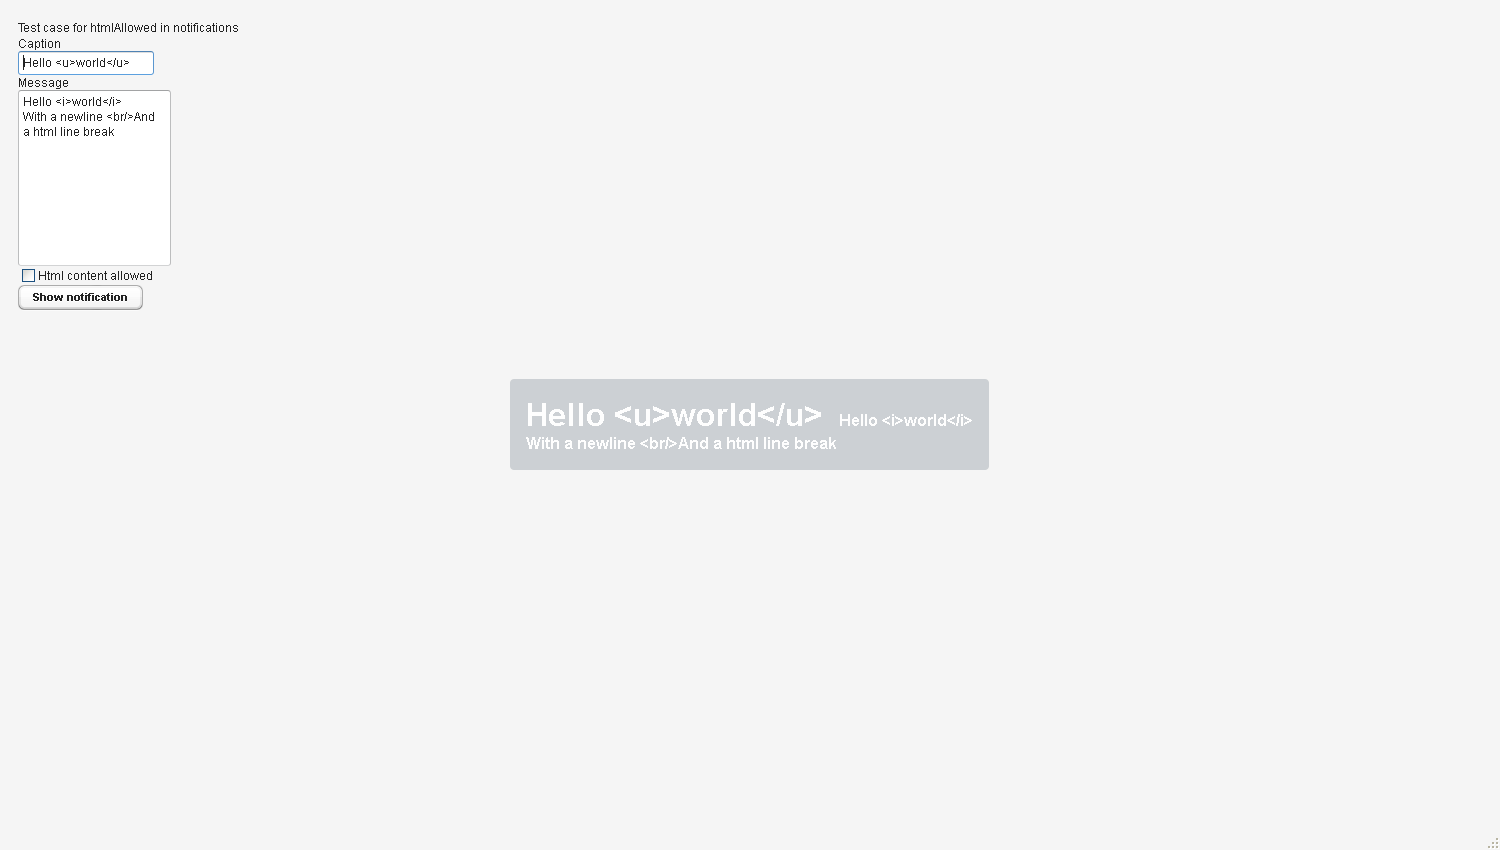 Test case for htmlAllowed in notifications
Caption
Hello <u>world</u>
Message
Hello <i>world</i>
With a newline <br/>And
a html line break
Html content allowed
Show notification
Hello <u>world</u> Hello <i>world</i>
With a newline <br/>And a html line break